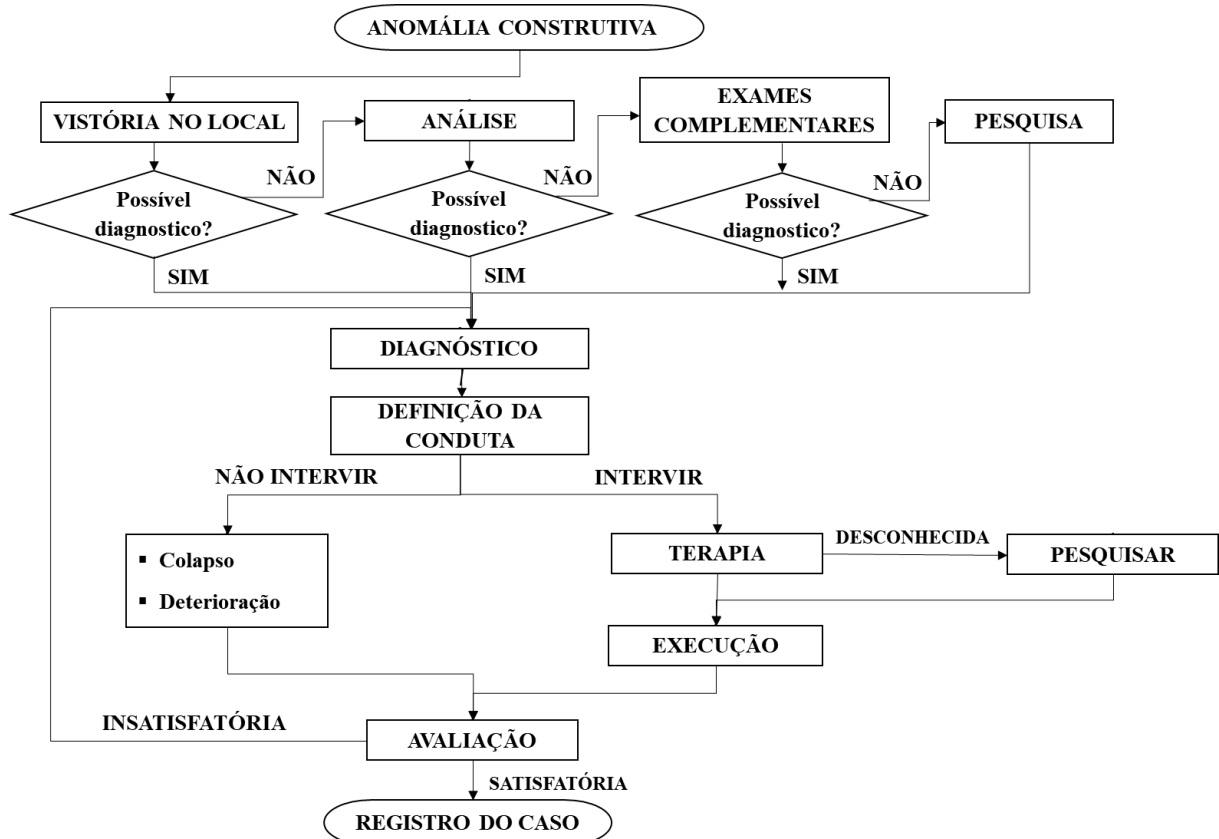 ANOMÁLIA CONSTRUTIVA
VISTÓRIA NO LOCAL
ANÁLISE
EXAMES
COMPLEMENTARES
PESQUISA
NÃO
NÃO
NÃO
Possível
diagnostico?
Possível
diagnostico?
Possível
diagnostico?
SIM
SIM
SIM
DIAGNÓSTICO
DEFINIÇÃO DA
CONDUTA
NÃO INTERVIR
INTERVIR
▪ Colapso
▪ Deterioração
TERAPIA
DESCONHECIDA
PESQUISAR
EXECUÇÃO
INSATISFATÓRIA
AVALIAÇÃO
SATISFATÓRIA
REGISTRO DO CASO